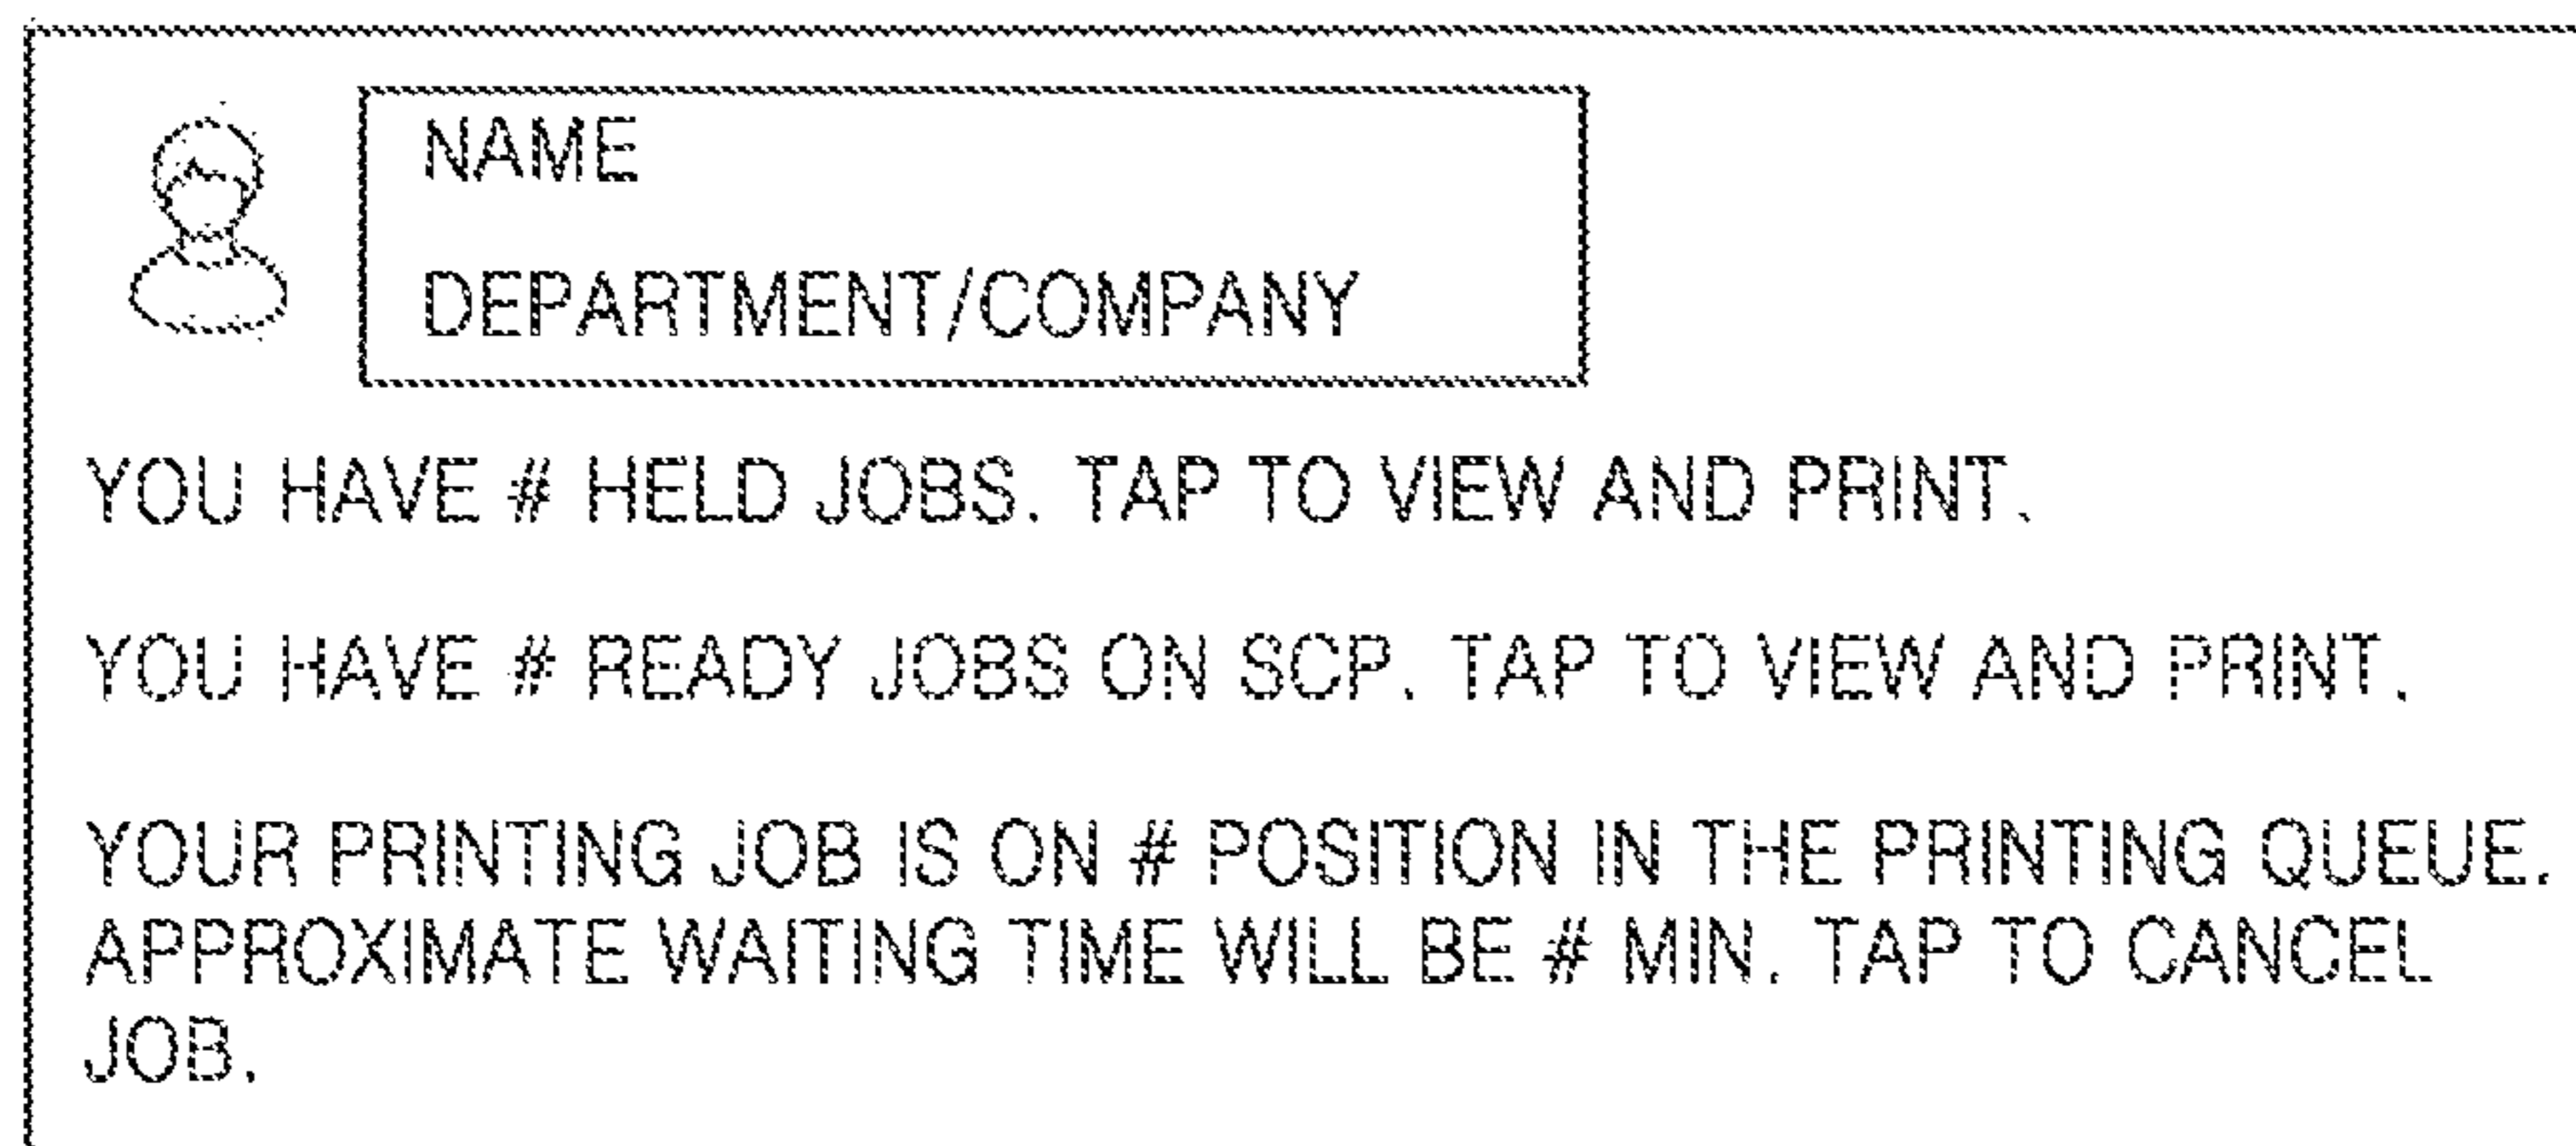 NAME
DEPARTMENT/COMPANY
YOU HAVE # HELD JOBS. TAP TO VIEW AND PRINT.
YOU HAVE # READY JOBS ON SCP. TAP TO VIEW AND PRINT.
YOUR PRINTING JOB IS ON # POSITION IN THE PRINTING QUEUE.
APPROXIMATE WAITING TIME WILL BE # MIN. TAP TO CANCEL
JOB.